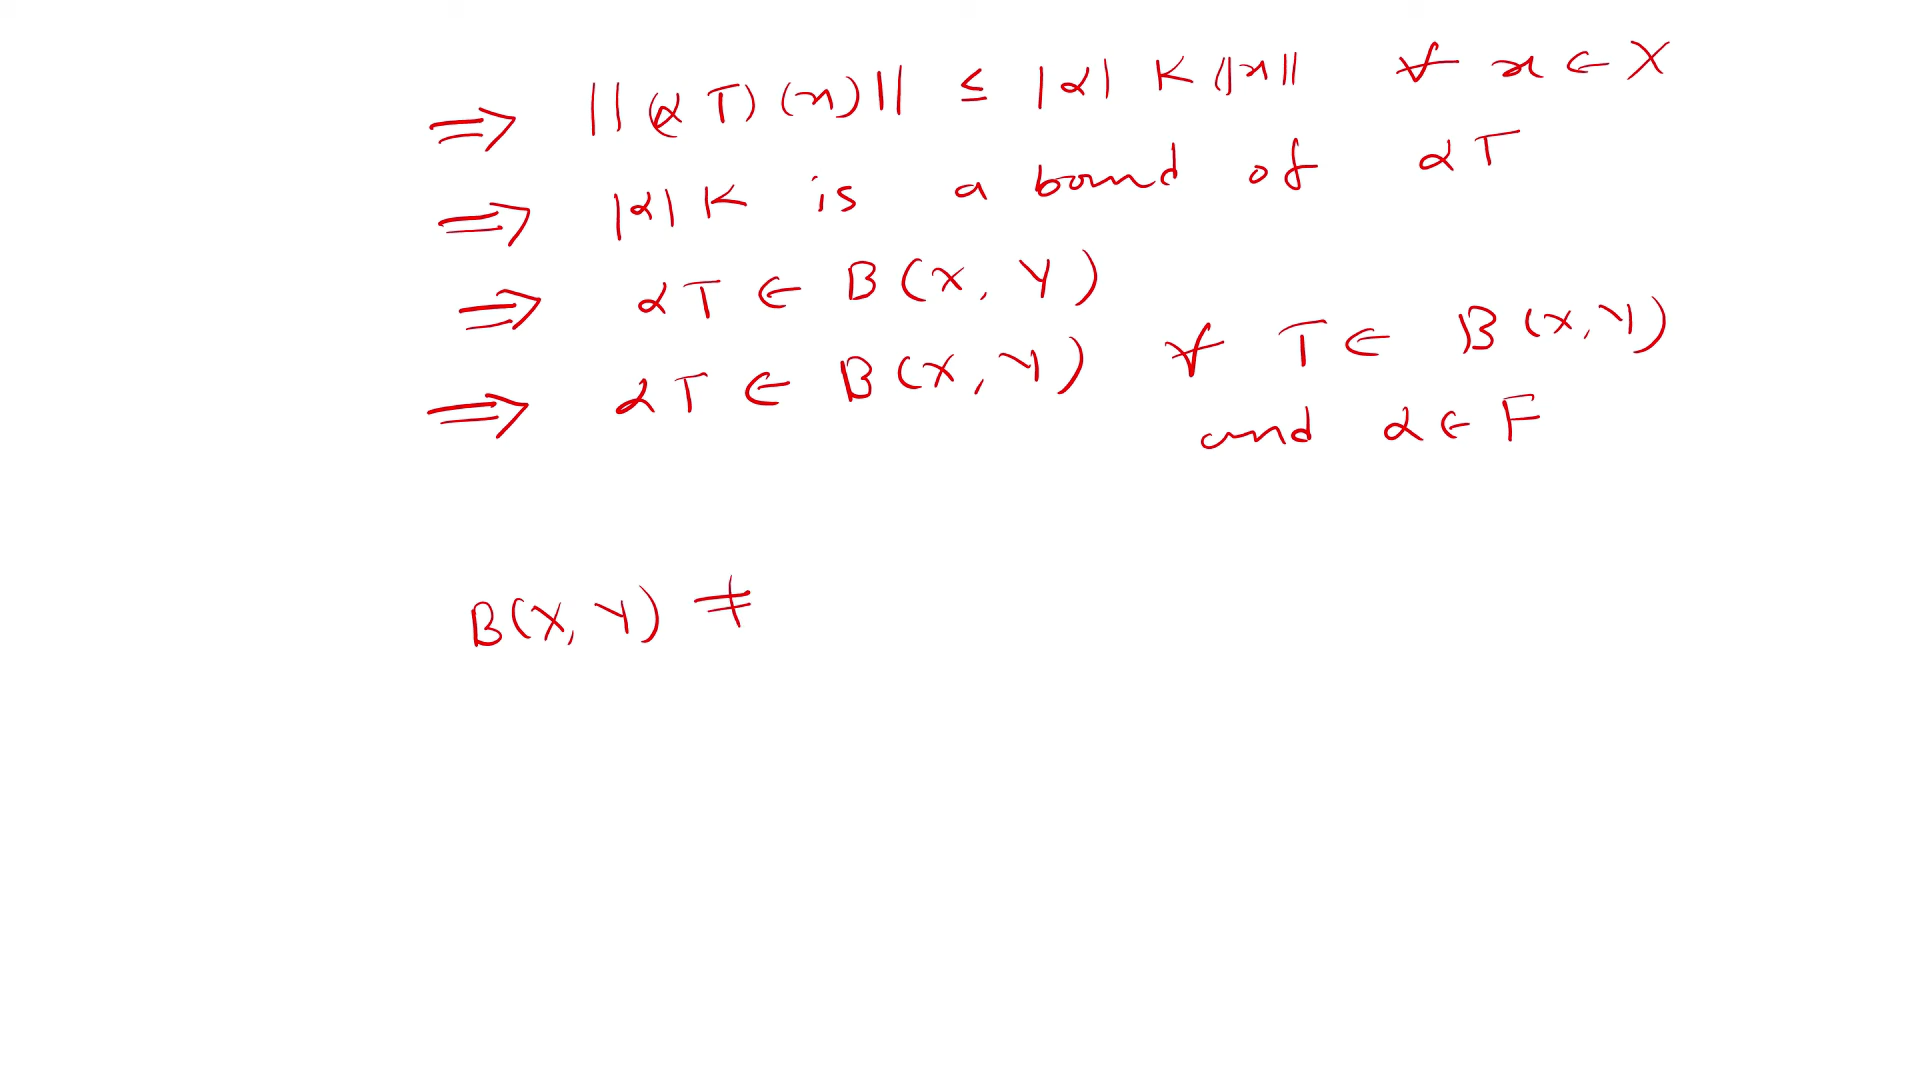 ⇒ ||(αT)(x)|| ≤ |α| K ||x|| ∀ x ∈ X
⇒ |α| K is a bound of αT
⇒ αT ∈ B(X, Y)
⇒ αT ∈ B(X, Y) ∀ T ∈ B(X, Y)
and α ∈ F
B(X, Y) ≠